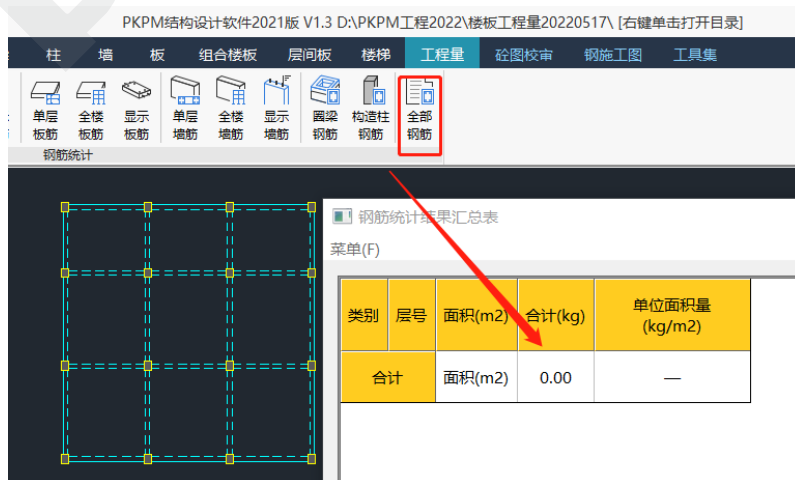 PKPM结构设计软件2021版 V1.3 D:\PKPM工程2022\楼板工程量20220517\ [右键单击打开目录]
柱 墙 板 组合楼板 层间板 楼梯 工程量 砼图校审 钢施工图 工具集
单层 全楼 显示 单层 全楼 显示 圈梁 构造柱 全部
板筋 板筋 板筋 墙筋 墙筋 墙筋 钢筋 钢筋 钢筋
钢筋统计
钢筋统计结果汇总表
菜单(F)
类别 层号 面积(m2) 合计(kg) 单位面积量
(kg/m2)
合计 面积(m2) 0.00 —